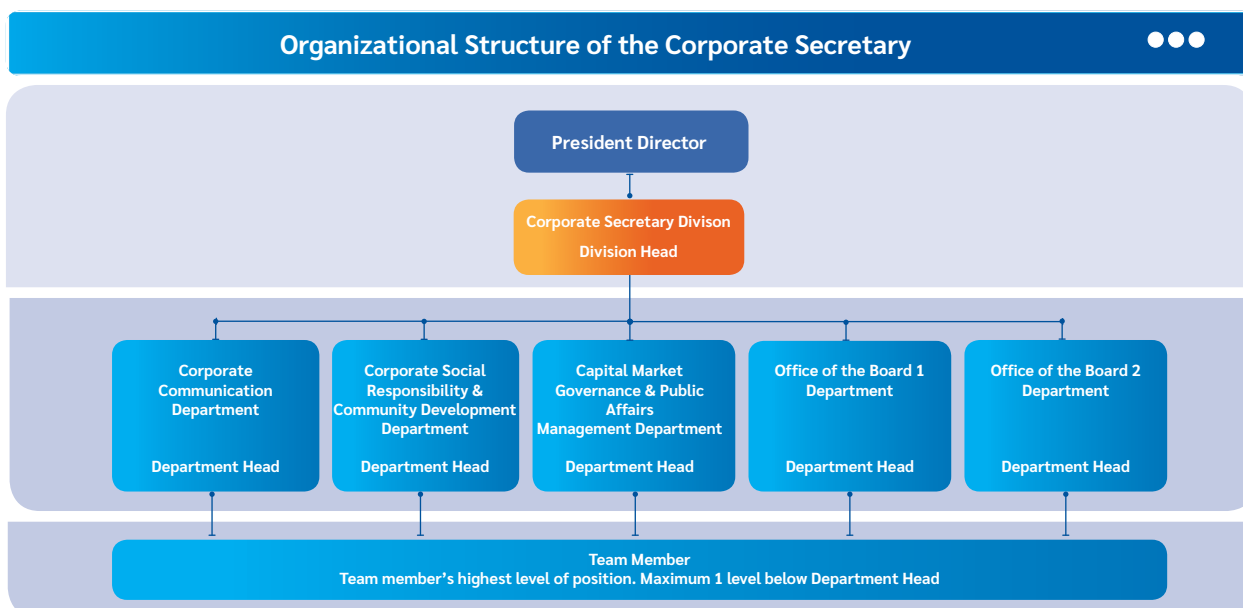 Organizational Structure of the Corporate Secretary
President Director
Corporate Secretary Divison
Division Head
Corporate
Communication
Department
Department Head
Corporate Social
Responsibility &
Community Development
Department
Department Head
Capital Market
Governance & Public
Affairs
Management Department
Department Head
Office of the Board 1
Department
Department Head
Office of the Board 2
Department
Department Head
Team Member
Team member's highest level of position. Maximum 1 level below Department Head